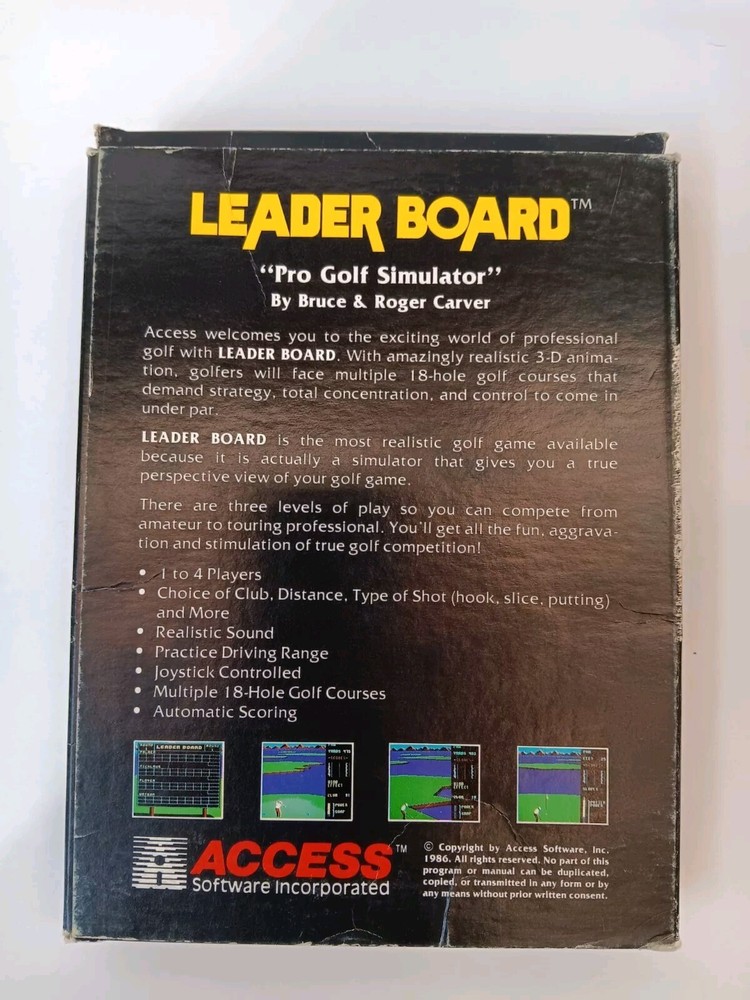 LEADER BOARD™
“Pro Golf Simulator”
By Bruce & Roger Carver
Access welcomes you to the exciting world of professional
golf with LEADER BOARD. With amazingly realistic 3-D anima-
tion, golfers will face multiple 18-hole golf courses that
demand strategy, total concentration, and control to come in
under par.
LEADER BOARD is the most realistic golf game available
because it is actually a simulator that gives you a true
perspective view of your golf game.
There are three levels of play so you can compete from
amateur to touring professional. You'll get all the fun, aggrava-
tion and stimulation of true golf competition!
• 1 to 4 Players
• Choice of Club, Distance, Type of Shot (hook, slice, putting)
and More
• Realistic Sound
• Practice Driving Range
• Joystick Controlled
• Multiple 18-Hole Golf Courses
• Automatic Scoring
LEADER BOARD
ACCESS™
Software Incorporated
© Copyright by Access Software, Inc.
1986. All rights reserved. No part of this
program or manual can be duplicated,
copied, or transmitted in any form or by
any means without prior written consent.